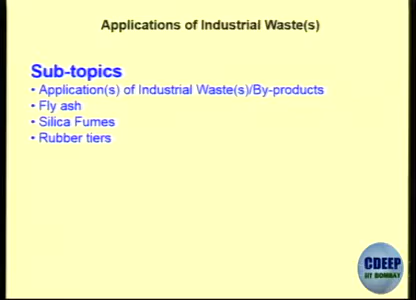 Applications of Industrial Waste(s)
Sub-topics
• Application(s) of Industrial Waste(s)/By-products
• Fly ash
• Silica Fumes
• Rubber tiers
CDEEP
IIT BOMBAY